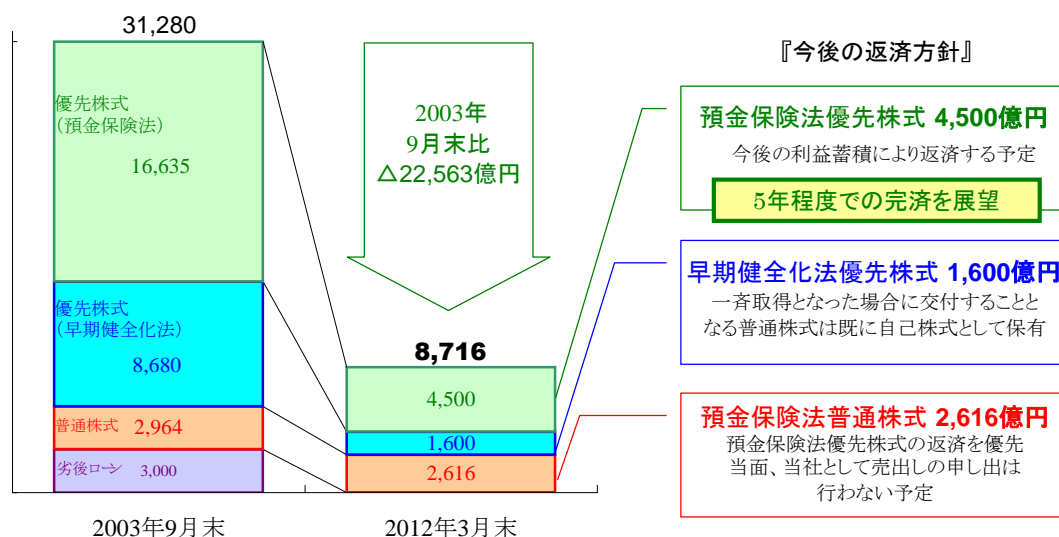 31,280
優先株式
（預金保険法）
16,635
優先株式
（早期健全化法）
8,680
普通株式 2,964
劣後ローン 3,000
2003年9月末
2003年
9月末比
△22,563億円
8,716
4,500
1,600
2,616
2012年3月末
『今後の返済方針』
預金保険法優先株式 4,500億円
今後の利益蓄積により返済する予定
5年程度での完済を展望
早期健全化法優先株式 1,600億円
一斉取得となった場合に交付することと
なる普通株式は既に自己株式として保有
預金保険法普通株式 2,616億円
預金保険法優先株式の返済を優先
当面、当社として売出しの申し出は
行わない予定